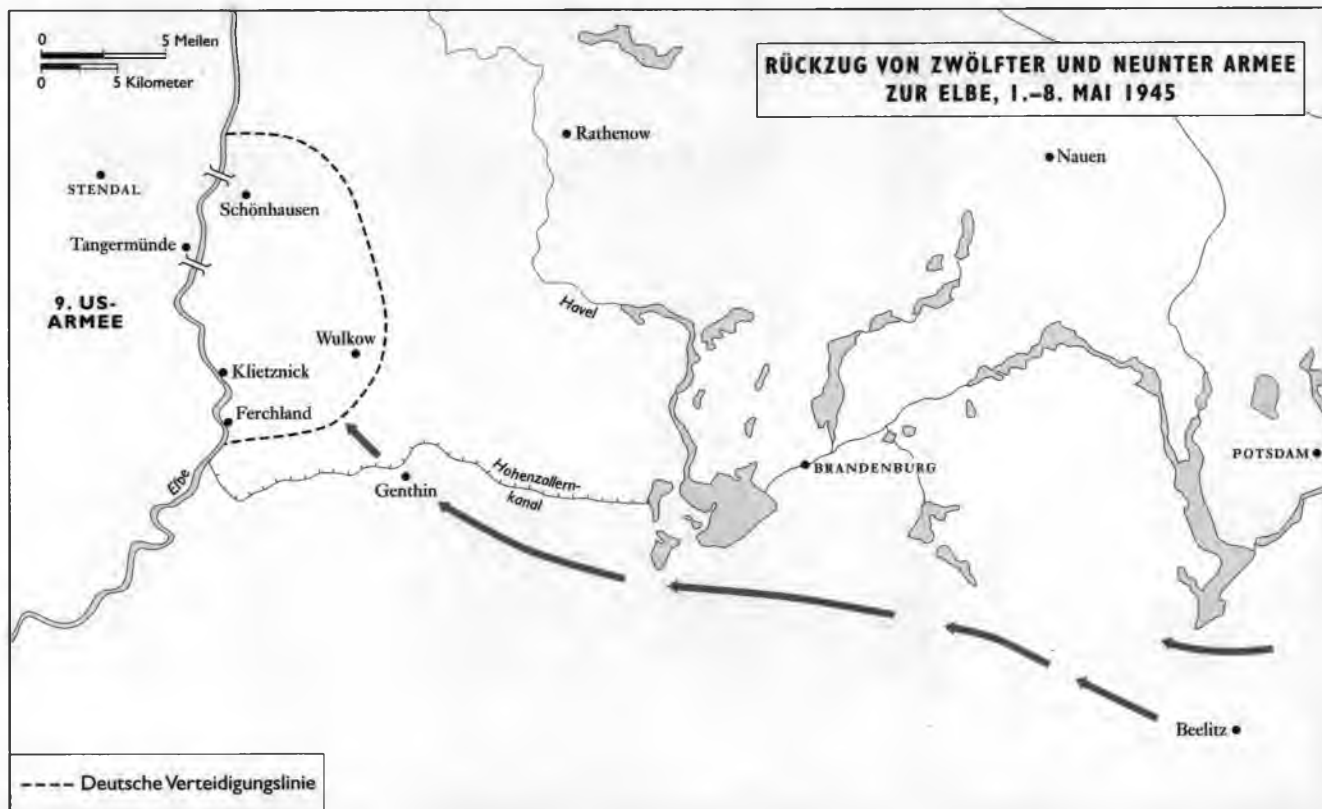 0 5 Meilen
0 5 Kilometer
RÜCKZUG VON ZWÖLFTER UND NEUNTER ARMEE
ZUR ELBE, 1.–8. MAI 1945
Rathenow
Nauen
STENDAL
Schönhausen
Tangermünde
9. US-
ARMEE
Havel
Wulkow
Klietznick
Ferchland
Elbe
Genthin
Hohenzollern-
kanal
BRANDENBURG
POTSDAM
Beelitz
Deutsche Verteidigungslinie